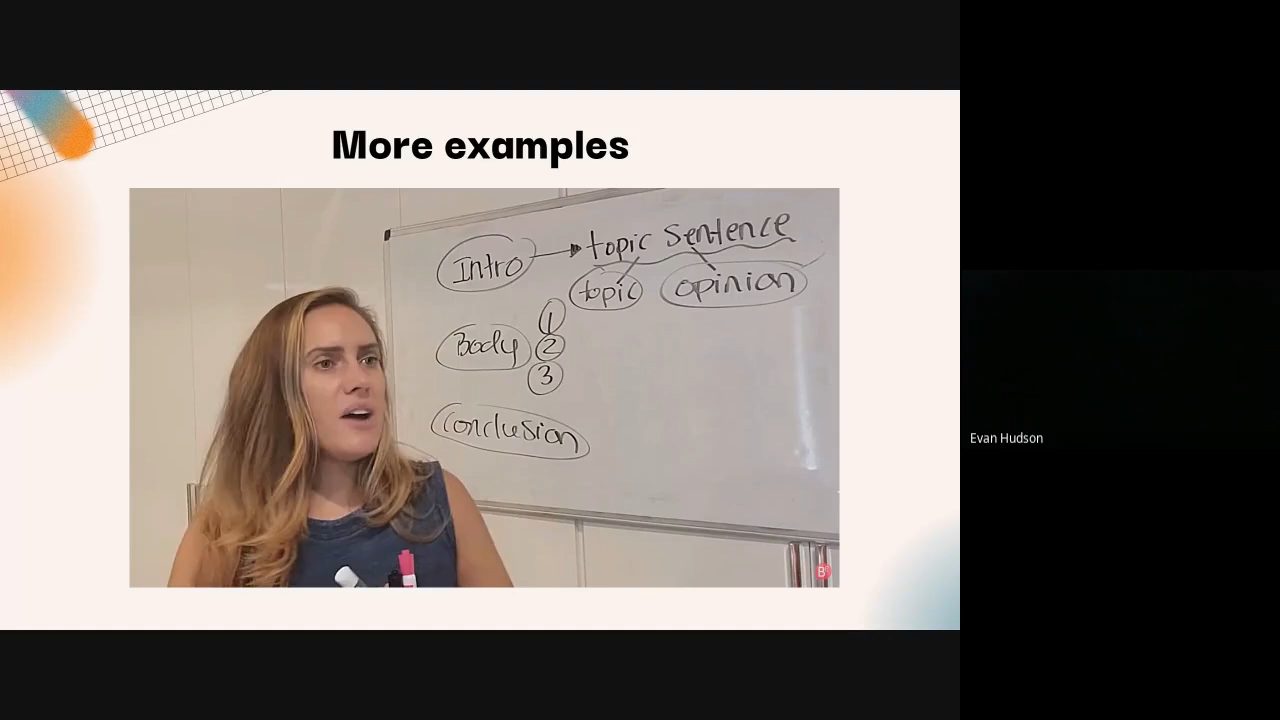 More examples
Intro → topic Sentence
topic opinion
1
Body 2
3
Conclusion
B
Evan Hudson